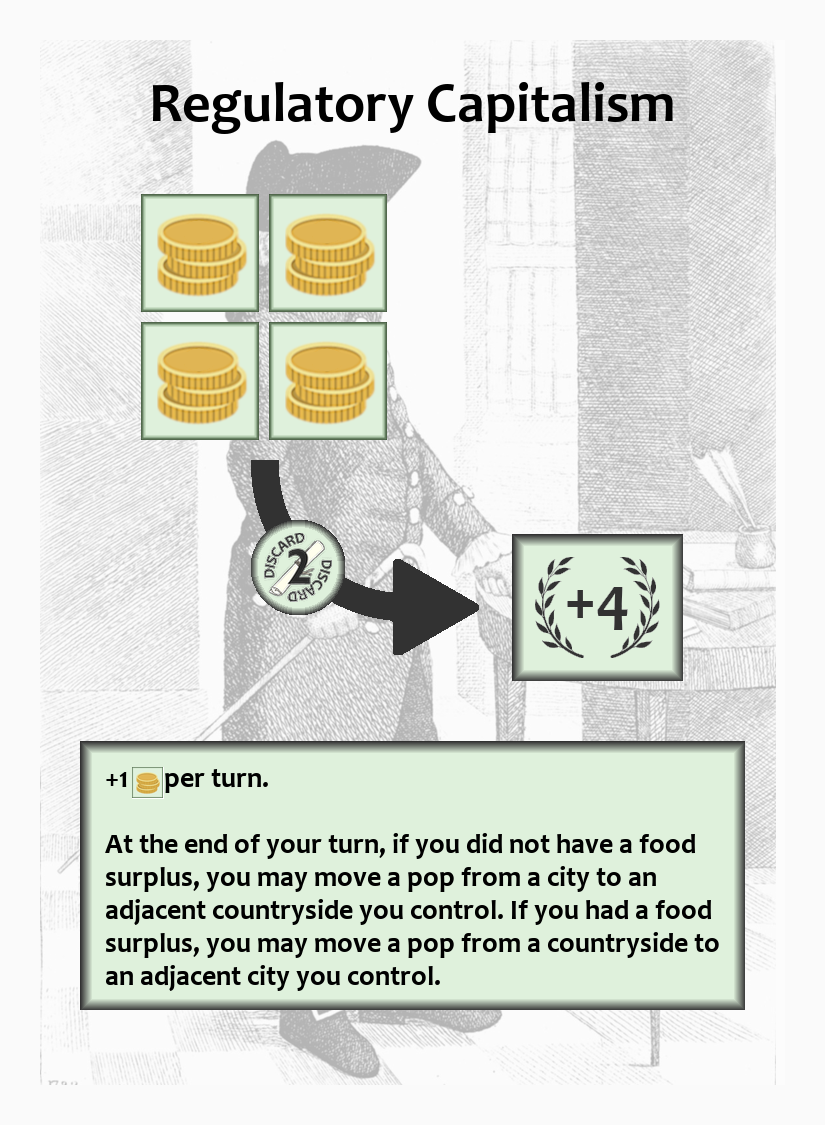 Regulatory Capitalism
DISCARD
2
DISCARD
+4
+1 per turn.
At the end of your turn, if you did not have a food
surplus, you may move a pop from a city to an
adjacent countryside you control. If you had a food
surplus, you may move a pop from a countryside to
an adjacent city you control.